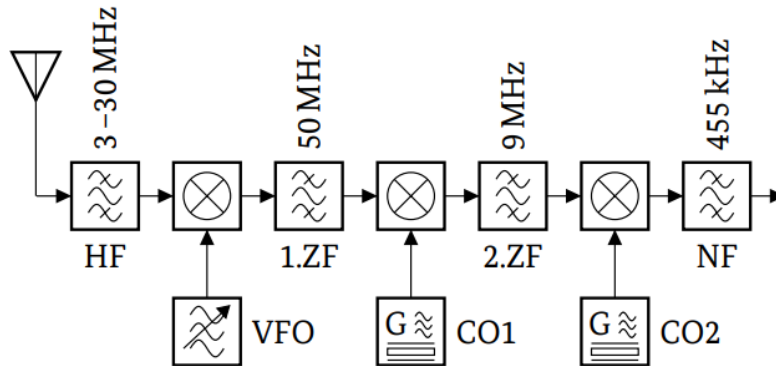 3–30 MHz
50 MHz
9 MHz
455 kHz
HF
1.ZF
2.ZF
NF
VFO
G
CO1
G
CO2